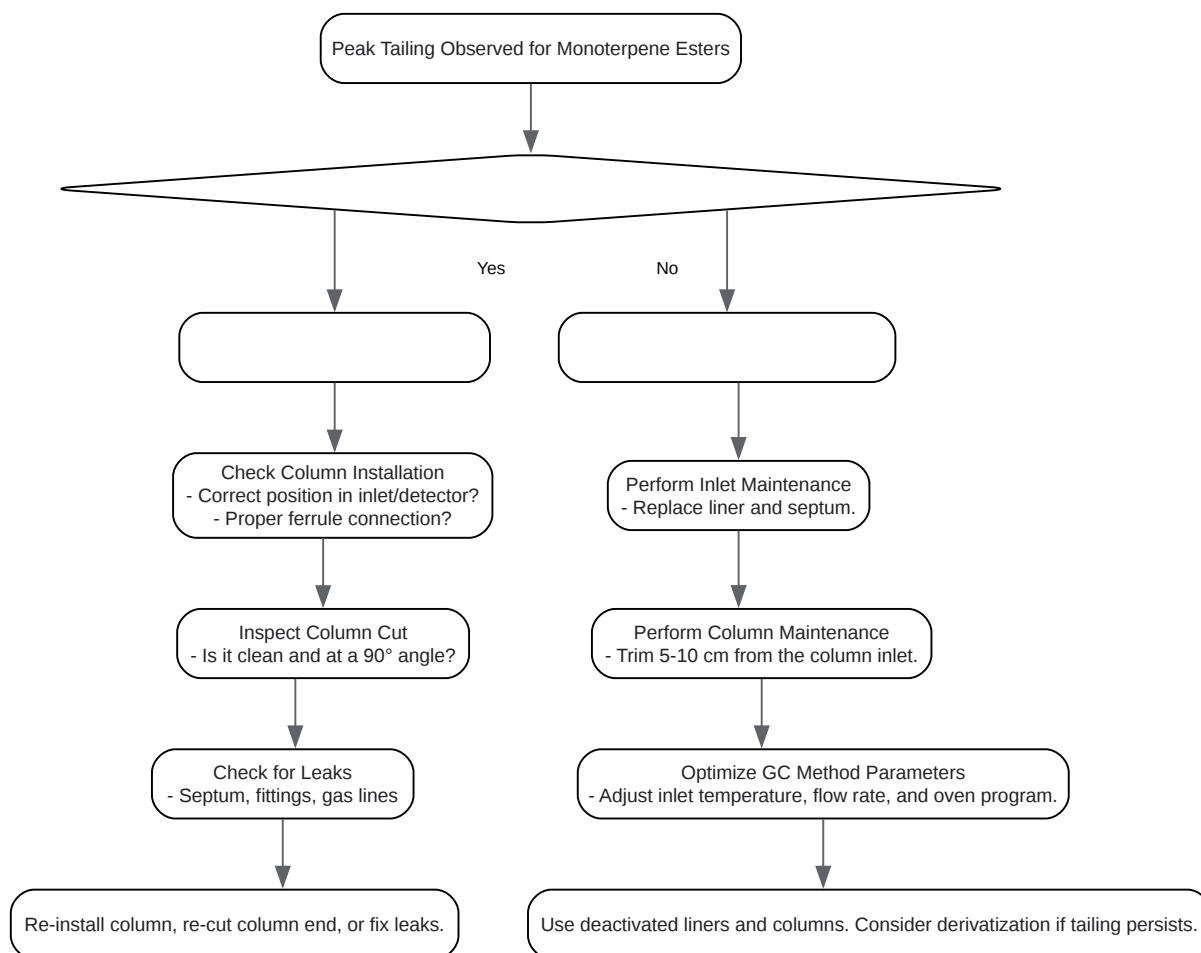 Peak Tailing Observed for Monoterpene Esters
Yes
No
Check Column Installation
- Correct position in inlet/detector?
- Proper ferrule connection?
Perform Inlet Maintenance
- Replace liner and septum.
Inspect Column Cut
- Is it clean and at a 90° angle?
Perform Column Maintenance
- Trim 5-10 cm from the column inlet.
Check for Leaks
- Septum, fittings, gas lines
Optimize GC Method Parameters
- Adjust inlet temperature, flow rate, and oven program.
Re-install column, re-cut column end, or fix leaks.
Use deactivated liners and columns. Consider derivatization if tailing persists.